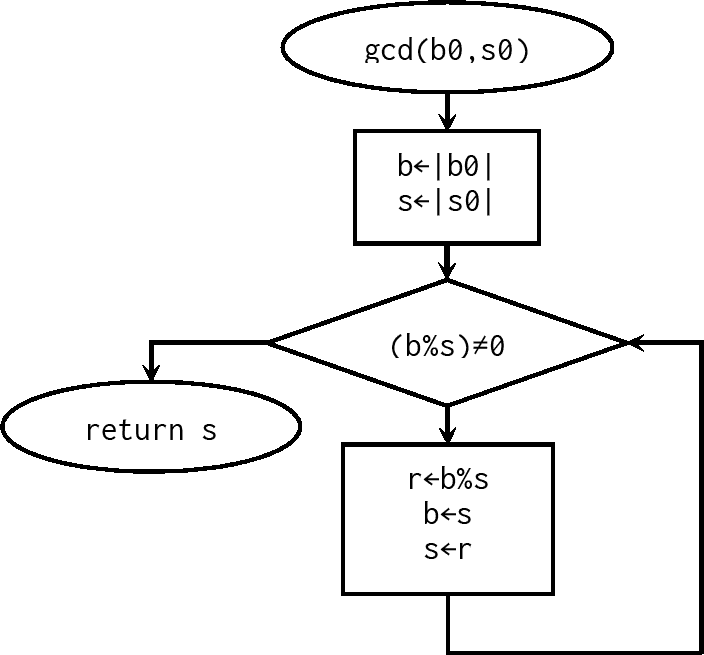 gcd(b0,s0)
b←|b0|
s←|s0|
(b%s)≠0
return s
r←b%s
b←s
s←r